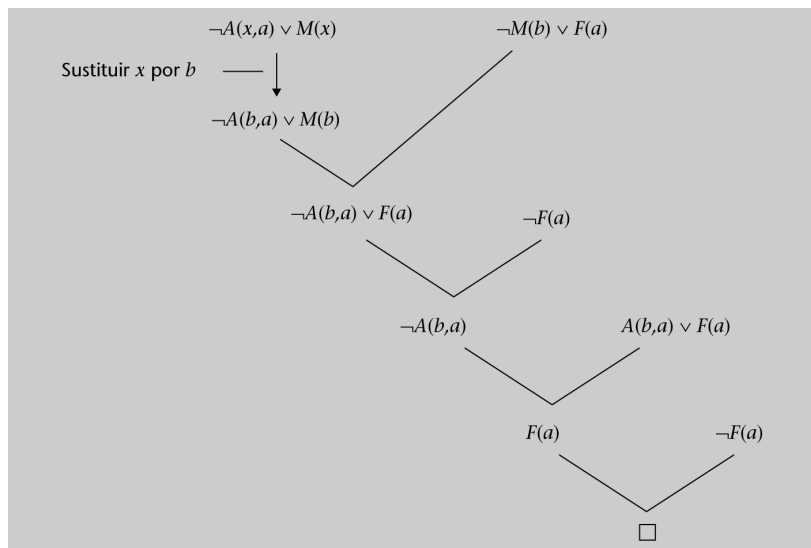 ¬A(x,a) ∨ M(x) ¬M(b) ∨ F(a)
Sustituir x por b
¬A(b,a) ∨ M(b)
¬A(b,a) ∨ F(a) ¬F(a)
¬A(b,a) A(b,a) ∨ F(a)
F(a) ¬F(a)
□